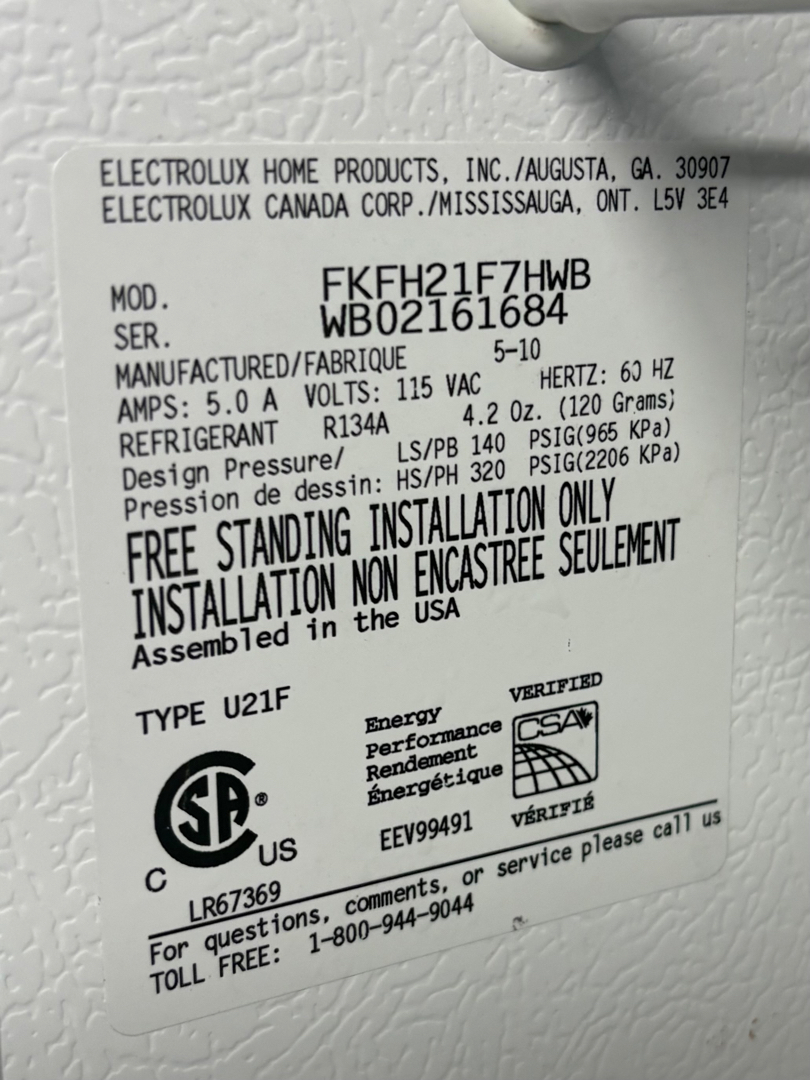 ELECTROLUX HOME PRODUCTS, INC./AUGUSTA, GA. 30907
ELECTROLUX CANADA CORP./MISSISSAUGA, ONT. L5V 3E4
MOD. FKFH21F7HWB
SER. WB02161684
MANUFACTURED/FABRIQUE 5-10
AMPS: 5.0 A VOLTS: 115 VAC HERTZ: 60 HZ
REFRIGERANT R134A 4.2 Oz. (120 Grams)
Design Pressure/ LS/PB 140 PSIG(965 KPa)
Pression de dessin: HS/PH 320 PSIG(2206 KPa)
FREE STANDING INSTALLATION ONLY
INSTALLATION NON ENCASTREE SEULEMENT
Assembled in the USA
TYPE U21F
Energy
Performance
Rendement
Énergétique
EEV99491
VERIFIED
CSA
VÉRIFIÉ
SA®
C US
LR67369
For questions, comments, or service please call us
TOLL FREE: 1-800-944-9044